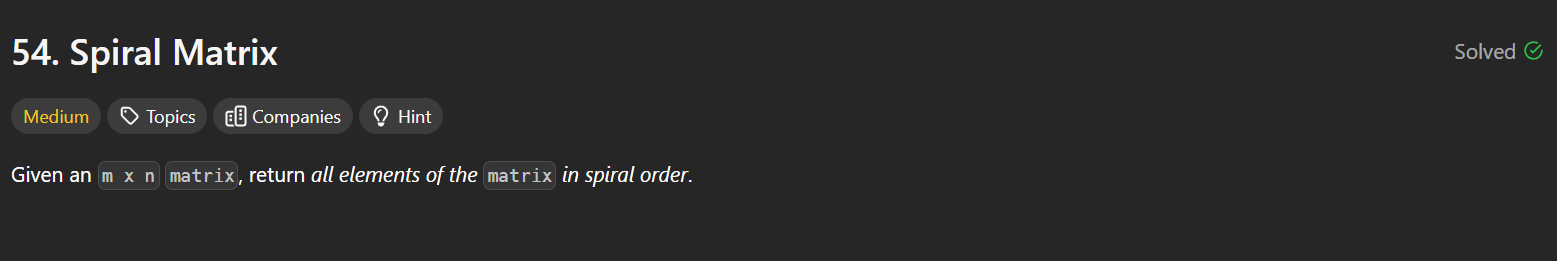 54. Spiral Matrix
Solved
Medium Topics Companies Hint
Given an m x n matrix, return all elements of the matrix in spiral order.